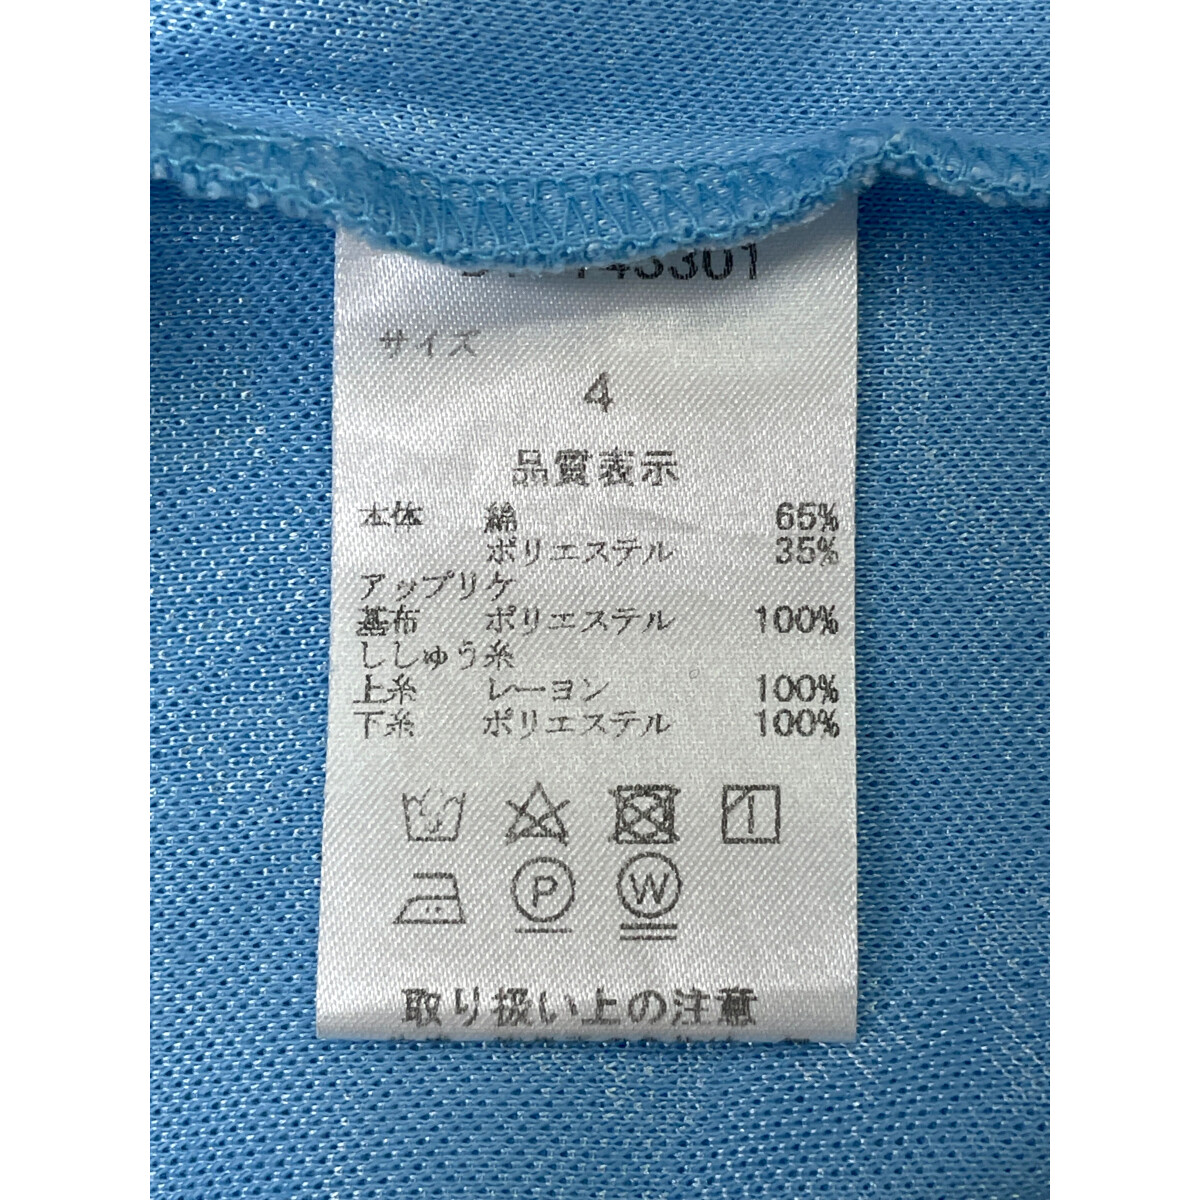 サイズ
4
品質表示
本体 綿 65%
ポリエステル 35%
アップリケ
基布 ポリエステル 100%
ししゅう糸
上糸 レーヨン 100%
下糸 ポリエステル 100%
P W
取り扱い上の注意